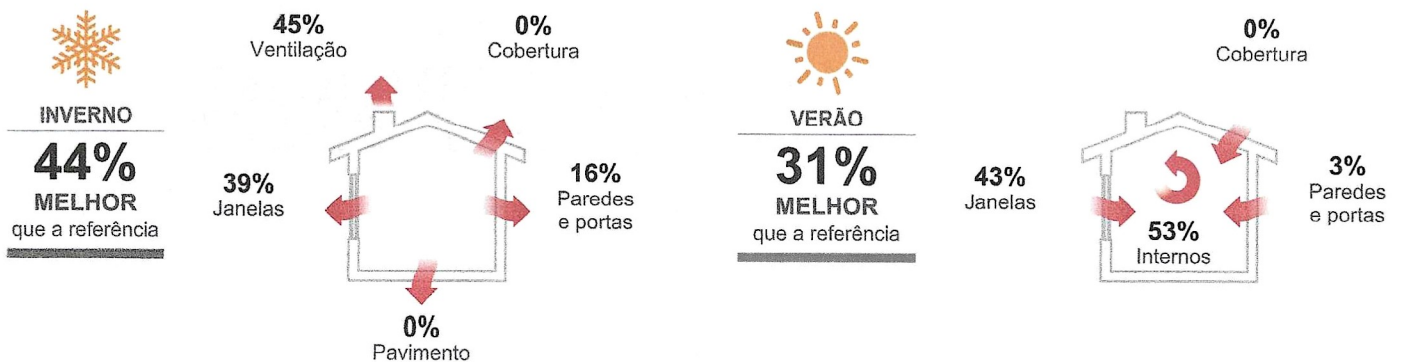 INVERNO
44%
MELHOR
que a referência
45%
Ventilação
0%
Cobertura
39%
Janelas
16%
Paredes
e portas
0%
Pavimento
VERÃO
31%
MELHOR
que a referência
0%
Cobertura
43%
Janelas
3%
Paredes
e portas
53%
Internos